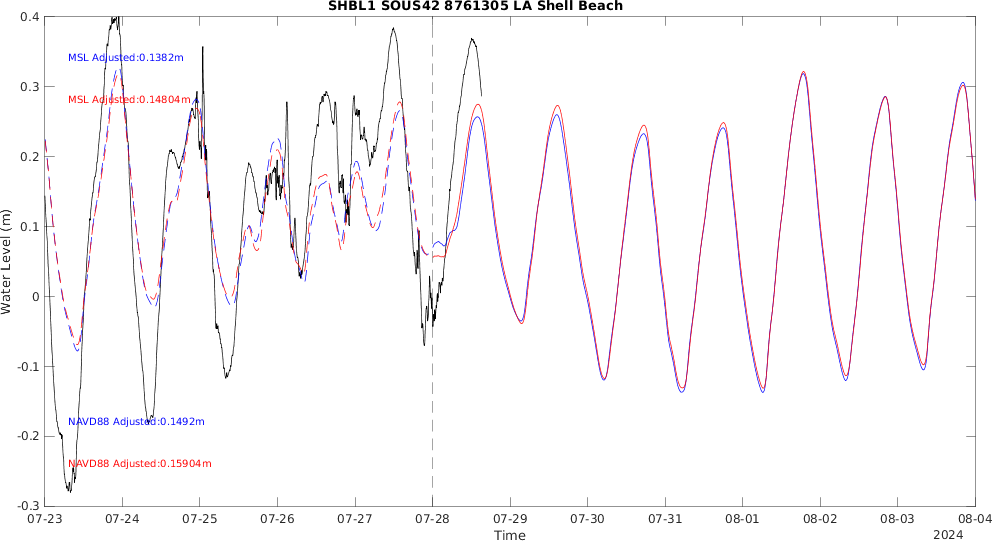 SHBL1 SOUS42 8761305 LA Shell Beach
0.4
MSL Adjusted:0.1382m
0.3
MSL Adjusted:0.14804m
0.2
0.1
Water Level (m)
0
-0.1
NAVD88 Adjusted:0.1492m
-0.2
NAVD88 Adjusted:0.15904m
-0.3
07-23 07-24 07-25 07-26 07-27 07-28 07-29 07-30 07-31 08-01 08-02 08-03 08-04
Time
2024